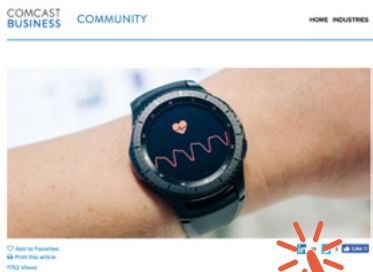 COMCAST
BUSINESS
COMMUNITY
HOME INDUSTRIES
Add to Favorites
Print this article
1752 Views
Like